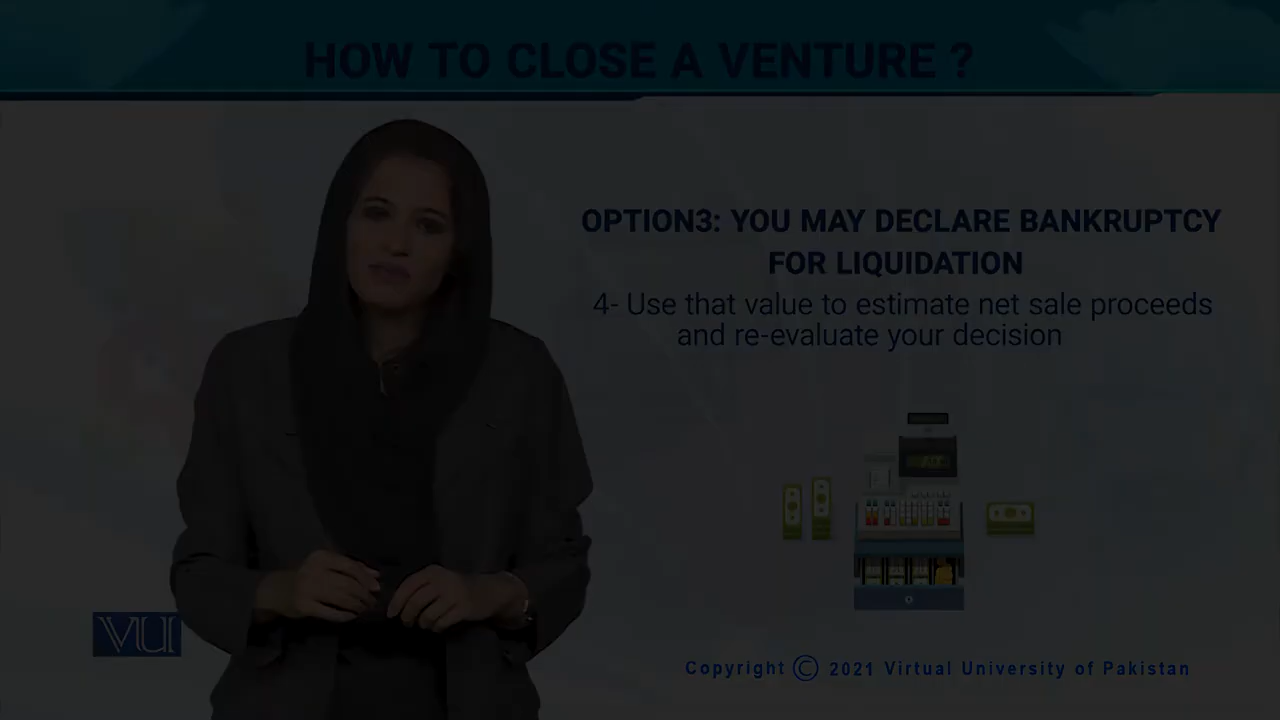 HOW TO CLOSE A VENTURE ?
OPTION3: YOU MAY DECLARE BANKRUPTCY
FOR LIQUIDATION
4- Use that value to estimate net sale proceeds
and re-evaluate your decision
VU
Copyright © 2021 Virtual University of Pakistan